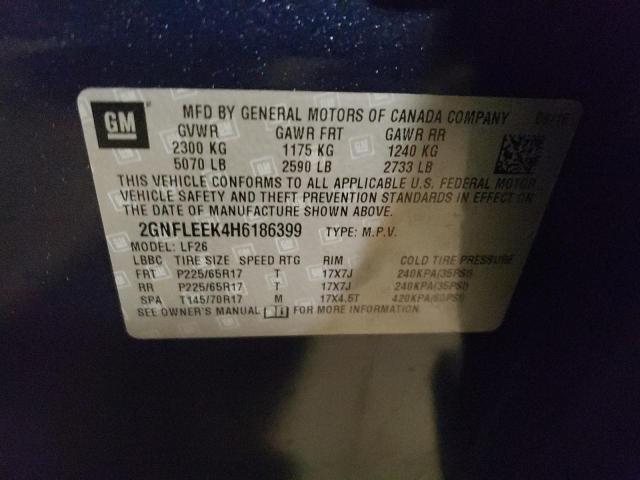 GM MFD BY GENERAL MOTORS OF CANADA COMPANY
GVWR GAWR FRT GAWR RR
2300 KG 1175 KG 1240 KG
5070 LB 2590 LB 2733 LB
THIS VEHICLE CONFORMS TO ALL APPLICABLE U.S. FEDERAL MOTOR
VEHICLE SAFETY AND THEFT PREVENTION STANDARDS IN EFFECT ON
THE DATE OF MANUFACTURE SHOWN ABOVE.
2GNFLEEK4H6186399 TYPE: M.P.V.
MODEL: LF26
LBBC TIRE SIZE SPEED RTG RIM COLD TIRE PRESSURE
FRT P225/65R17 T 17X7J 240KPA(35PSI)
RR P225/65R17 T 17X7J 240KPA(35PSI)
SPA T145/70R17 M 17X4.5T 420KPA(60PSI)
SEE OWNER'S MANUAL FOR MORE INFORMATION